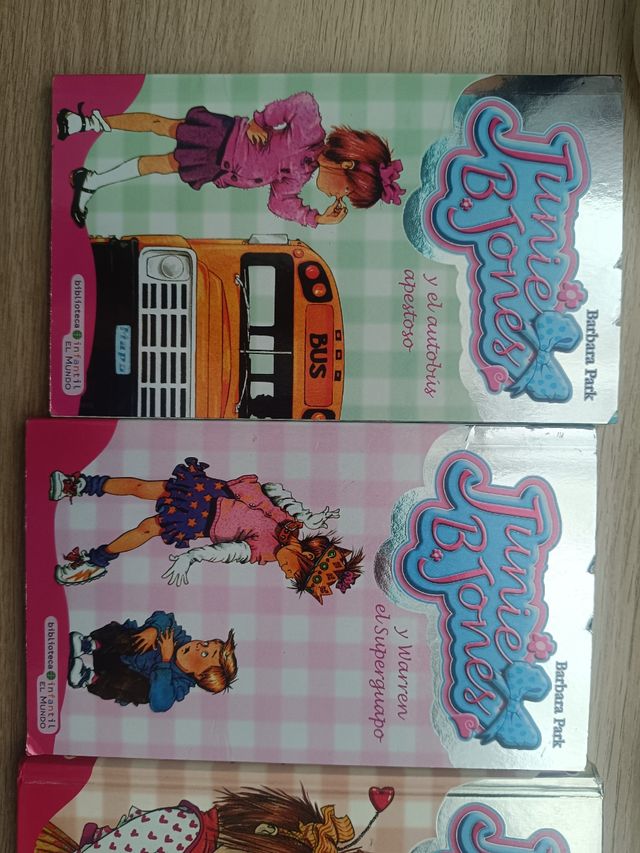 Barbara Park
Junie
B. Jones
y el autobús
apestoso
BUS
biblioteca infantil
EL MUNDO
Barbara Park
Junie
B. Jones
y Warren
el Superguapo
biblioteca infantil
EL MUNDO
Junie